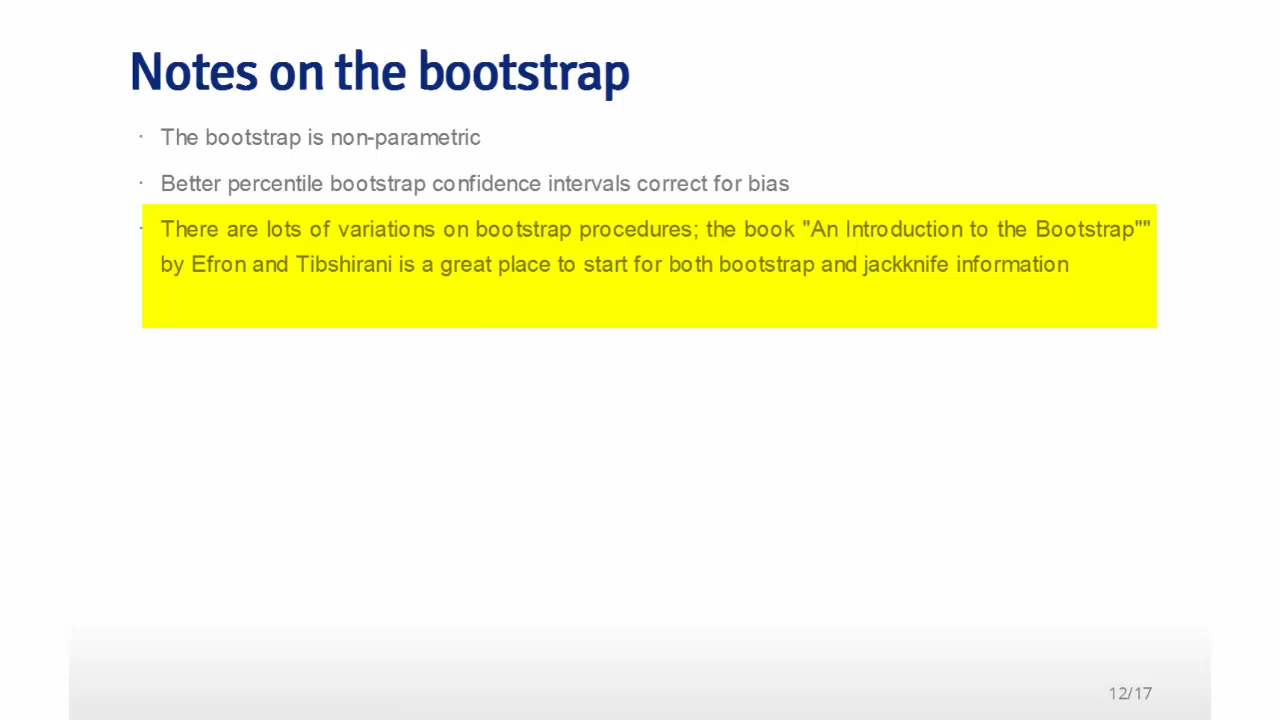 Notes on the bootstrap
· The bootstrap is non-parametric
· Better percentile bootstrap confidence intervals correct for bias
· There are lots of variations on bootstrap procedures; the book "An Introduction to the Bootstrap""
by Efron and Tibshirani is a great place to start for both bootstrap and jackknife information
12/17